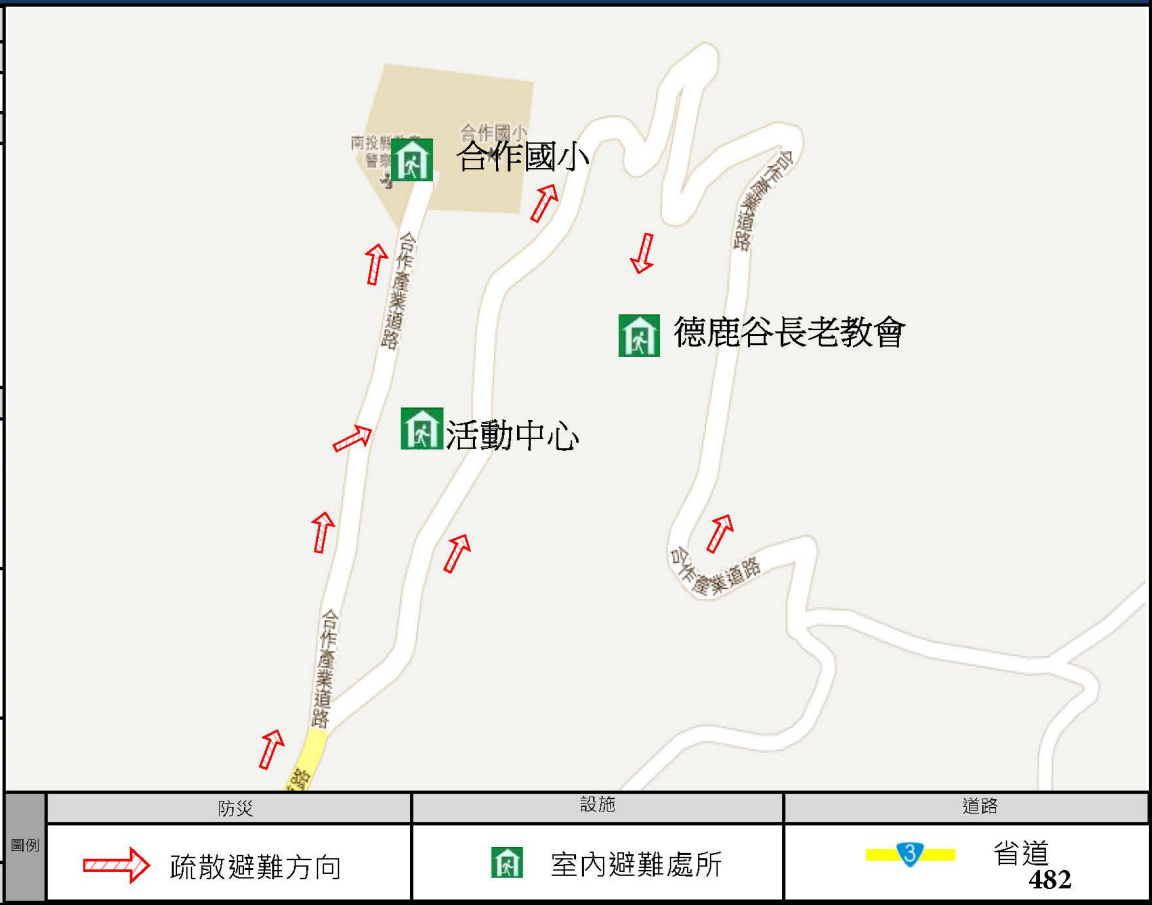 南投縣
警察
合作國小
合作國小
合作產業道路
合作產業道路
德鹿谷長老教會
活動中心
合作產業道路
合作產業道路
路
圖例
防災
設施
道路
疏散避難方向
室內避難處所
3
省道
482